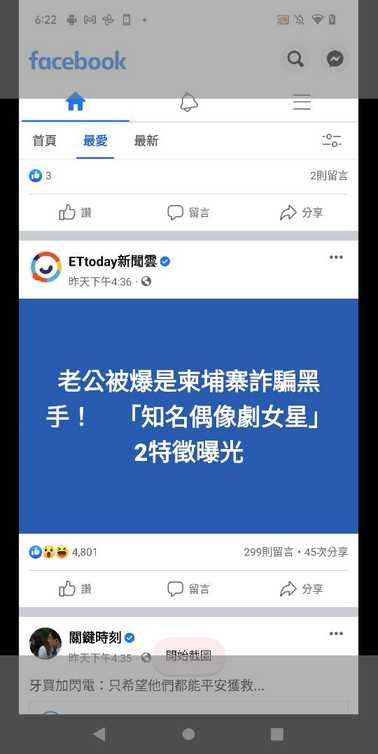 6:22
facebook
首頁 最愛 最新
3 2則留言
讚 留言 分享
ETtoday新聞雲
昨天下午4:36 ·
老公被爆是柬埔寨詐騙黑
手！ 「知名偶像劇女星」
2特徵曝光
4,801 299則留言 • 45次分享
讚 留言 分享
關鍵時刻
昨天下午4:35 ·
開始截圖
牙買加閃電：只希望他們都能平安獲救...